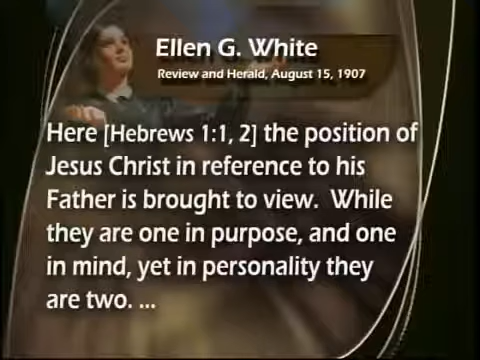 Ellen G. White
Review and Herald, August 15, 1907
Here [Hebrews 1:1, 2] the position of
Jesus Christ in reference to his
Father is brought to view.  While
they are one in purpose, and one
in mind, yet in personality they
are two. ...